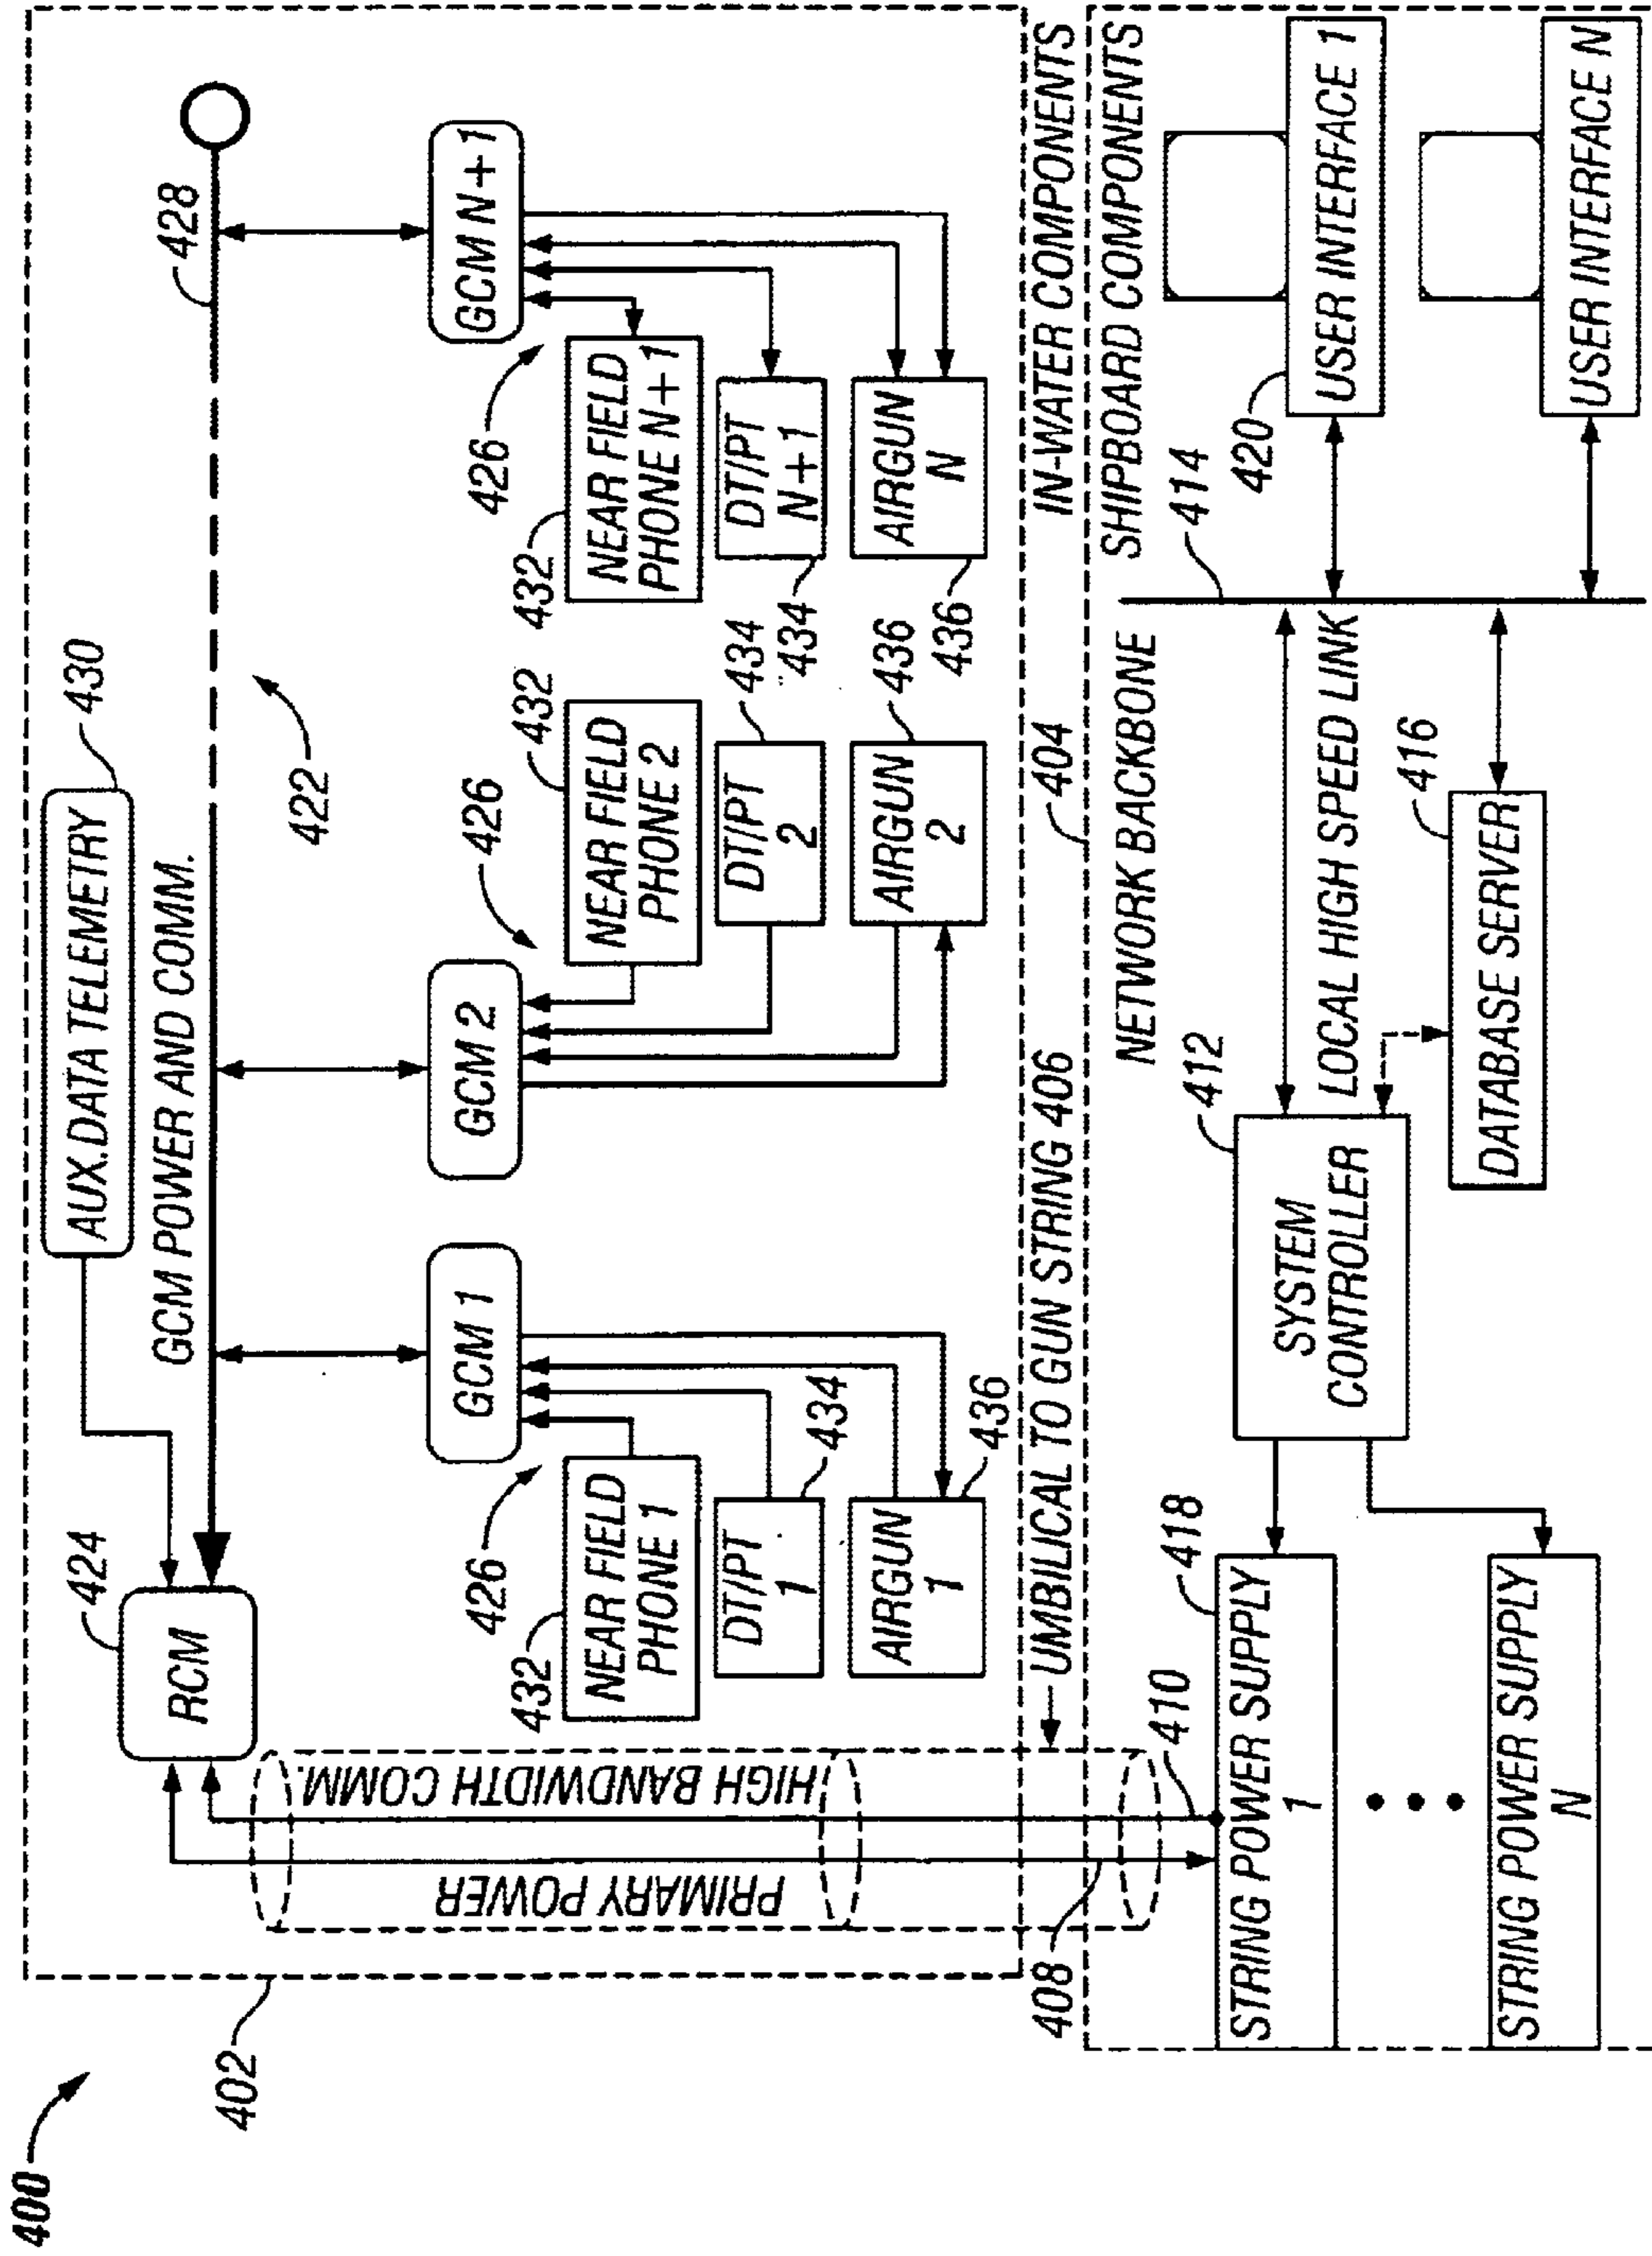 400
402
424
RCM
AUX.DATA TELEMETRY
430
GCM POWER AND COMM.
428
422
GCM 1
GCM 2
GCM N+1
426
426
426
432
NEAR FIELD
PHONE 1
432
NEAR FIELD
PHONE 2
432
NEAR FIELD
PHONE N+1
DT/PT
1
434
DT/PT
2
434
DT/PT
N+1
434
AIRGUN
1
436
AIRGUN
2
436
AIRGUN
N
436
PRIMARY POWER
HIGH BANDWIDTH COMM.
IN-WATER COMPONENTS
408
UMBILICAL TO GUN STRING 406
404
SHIPBOARD COMPONENTS
410
418
STRING POWER SUPPLY
1
STRING POWER SUPPLY
N
412
SYSTEM
CONTROLLER
NETWORK BACKBONE
414
LOCAL HIGH SPEED LINK
416
DATABASE SERVER
420
USER INTERFACE 1
USER INTERFACE N